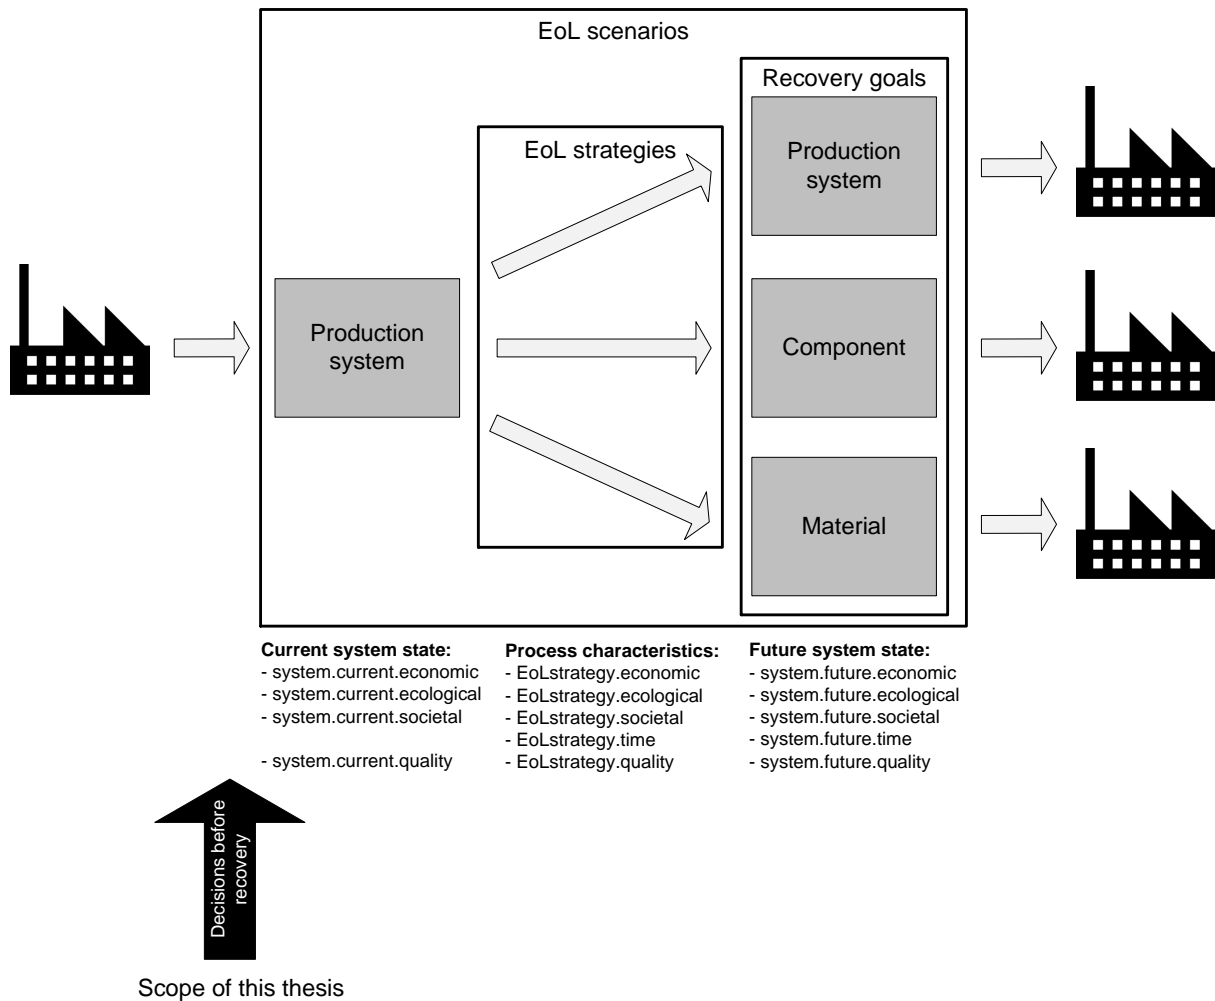 EoL scenarios
Recovery goals
EoL strategies
Production
system
Production
system
Component
Material
Current system state:
- system.current.economic
- system.current.ecological
- system.current.societal
- system.current.quality
Process characteristics:
- EoLstrategy.economic
- EoLstrategy.ecological
- EoLstrategy.societal
- EoLstrategy.time
- EoLstrategy.quality
Future system state:
- system.future.economic
- system.future.ecological
- system.future.societal
- system.future.time
- system.future.quality
Decisions before
recovery
Scope of this thesis